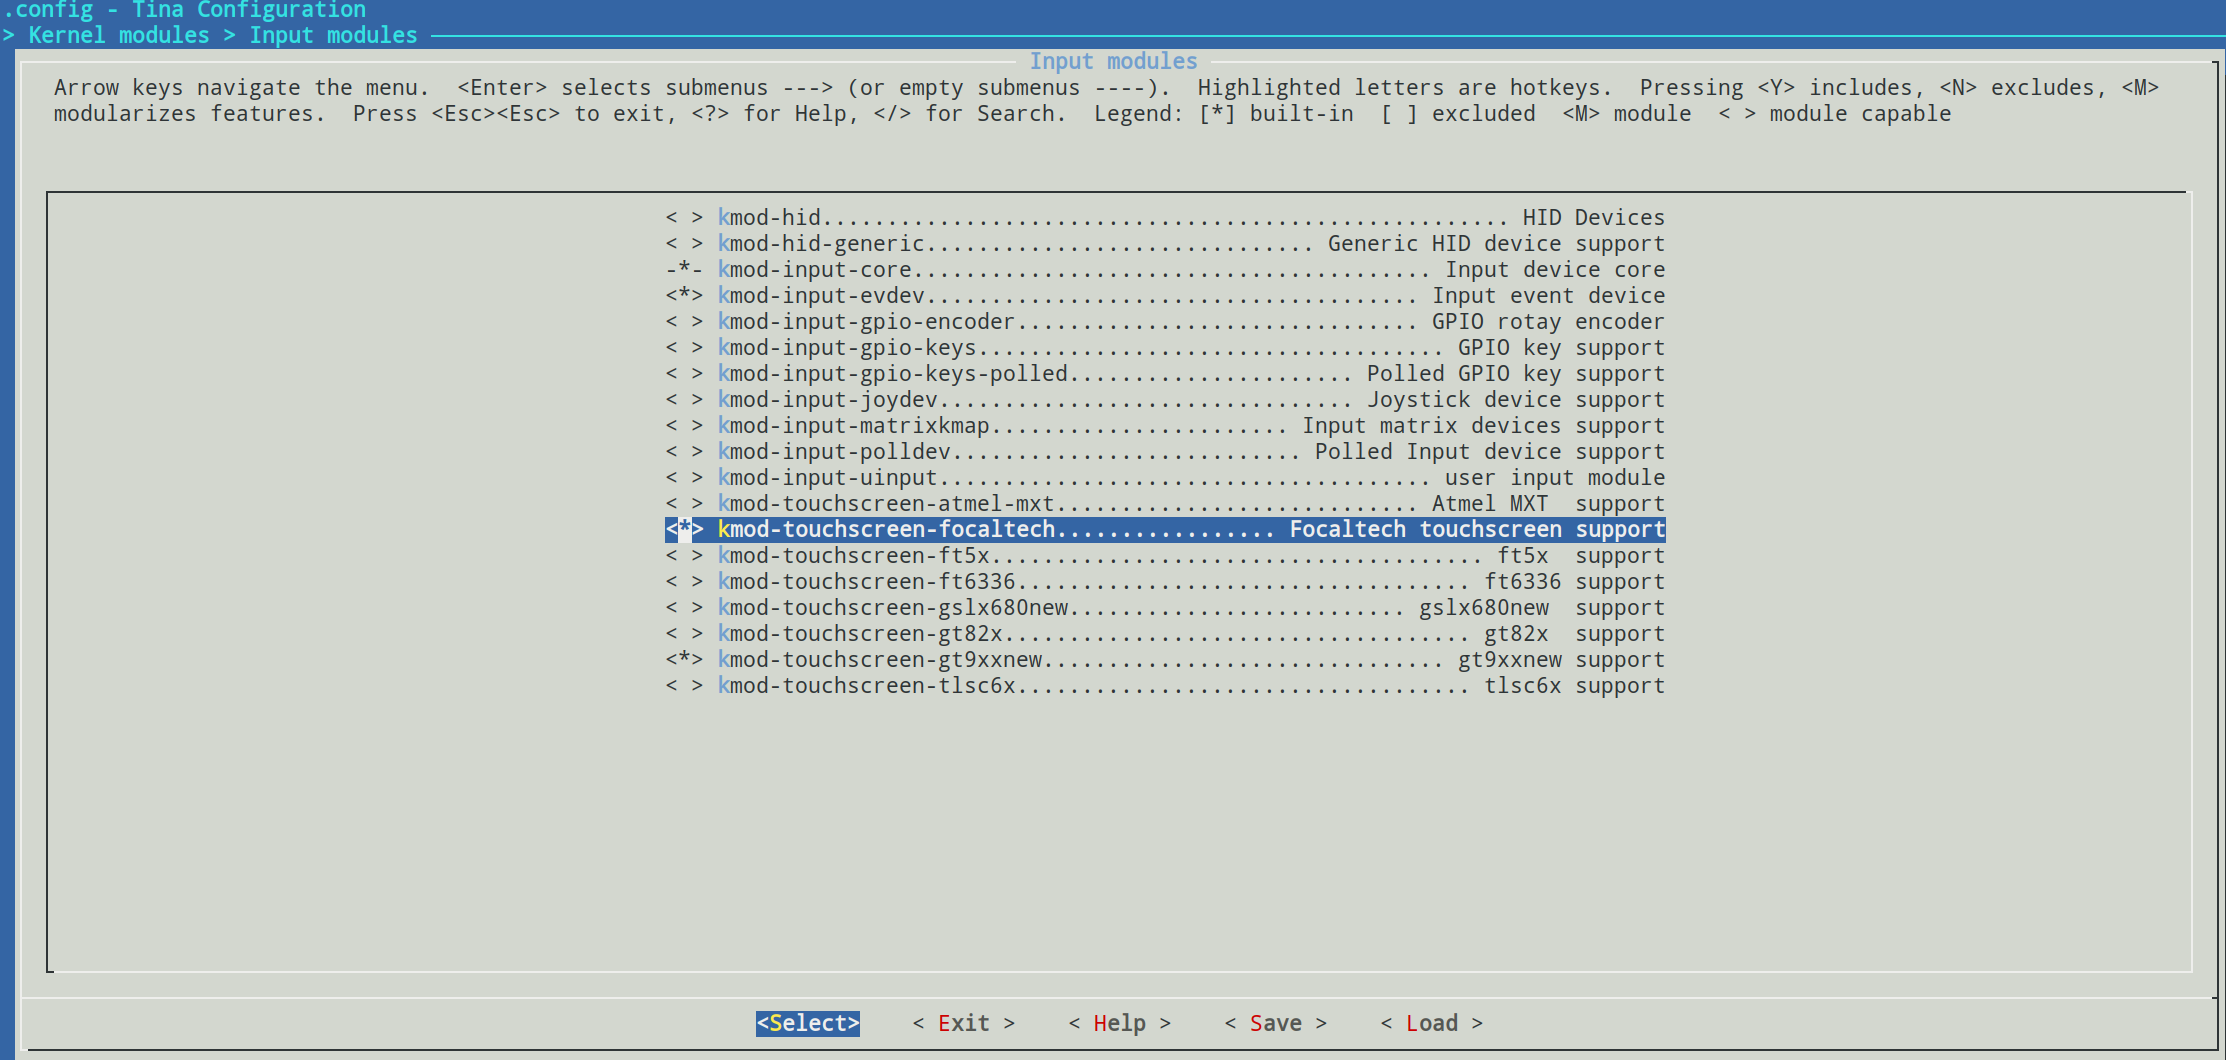 .config - Tina Configuration
> Kernel modules > Input modules
Input modules
Arrow keys navigate the menu.  <Enter> selects submenus ---> (or empty submenus ----).  Highlighted letters are hotkeys.  Pressing <Y> includes, <N> excludes, <M>
modularizes features.  Press <Esc><Esc> to exit, <?> for Help, </> for Search.  Legend: [*] built-in  [ ] excluded  <M> module  < > module capable
< > kmod-hid..................................................... HID Devices
< > kmod-hid-generic.............................. Generic HID device support
-*- kmod-input-core........................................ Input device core
<*> kmod-input-evdev...................................... Input event device
< > kmod-input-gpio-encoder............................... GPIO rotay encoder
< > kmod-input-gpio-keys.................................... GPIO key support
< > kmod-input-gpio-keys-polled...................... Polled GPIO key support
< > kmod-input-joydev................................ Joystick device support
< > kmod-input-matrixkmap....................... Input matrix devices support
< > kmod-input-polldev........................... Polled Input device support
< > kmod-input-uinput...................................... user input module
< > kmod-touchscreen-atmel-mxt............................ Atmel MXT  support
<*> kmod-touchscreen-focaltech................. Focaltech touchscreen support
< > kmod-touchscreen-ft5x...................................... ft5x  support
< > kmod-touchscreen-ft6336................................... ft6336 support
< > kmod-touchscreen-gslx680new.......................... gslx680new  support
< > kmod-touchscreen-gt82x.................................... gt82x  support
<*> kmod-touchscreen-gt9xxnew............................... gt9xxnew support
< > kmod-touchscreen-tlsc6x................................... tlsc6x support
<Select>    < Exit >    < Help >    < Save >    < Load >